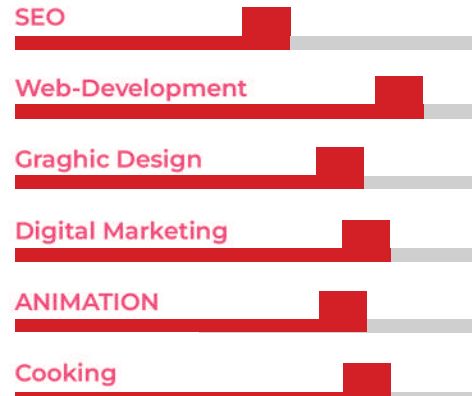 SEO
Web-Development
Graghic Design
Digital Marketing
ANIMATION
Cooking